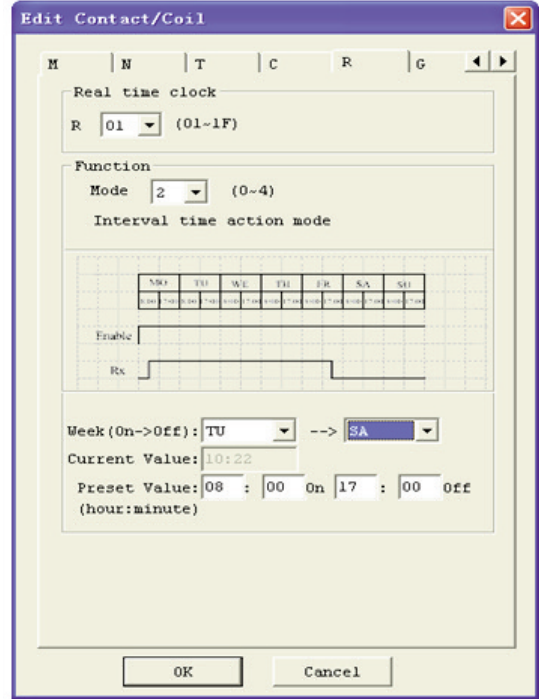 Edit Contact/Coil
M N T C R G
Real time clock
R 01 (01~1F)
Function
Mode 2 (0~4)
Interval time action mode
MO TU WE TH FR SA SU
Enable
Rx
Week(On->Off): TU --> SA
Current Value: 10:22
Preset Value: 08 : 00 On 17 : 00 Off
(hour:minute)
OK Cancel